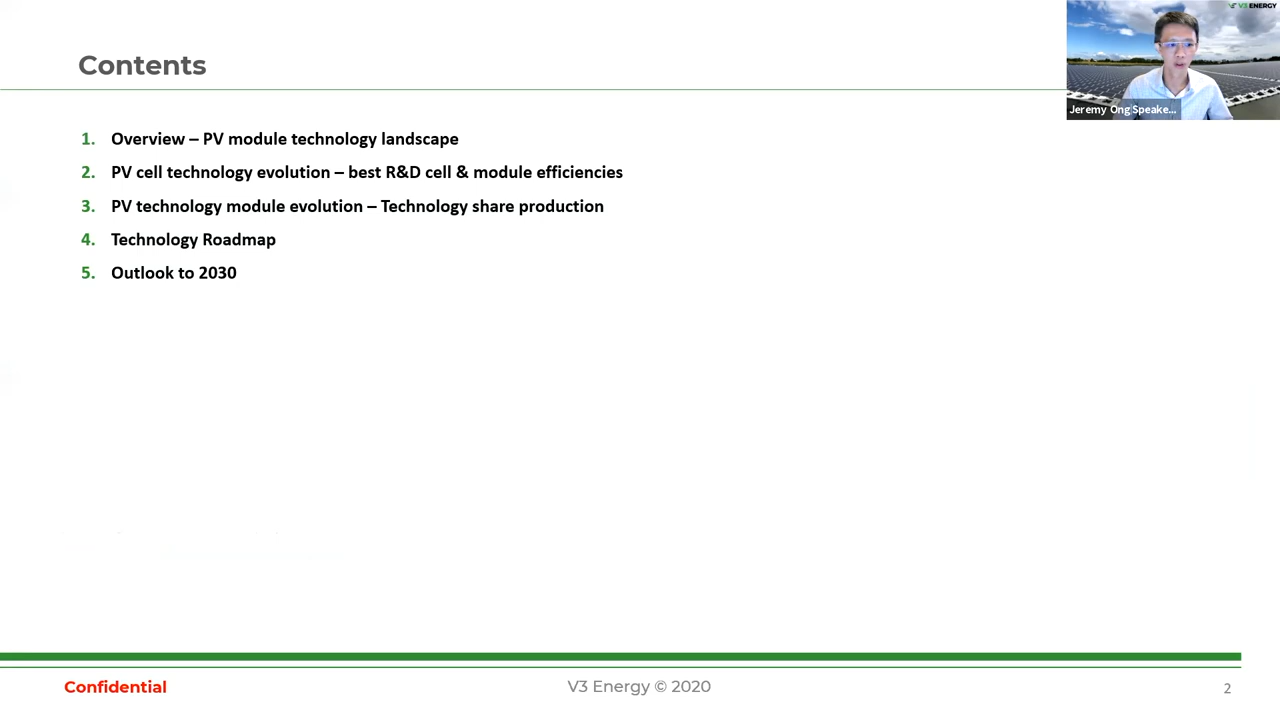 V3 ENERGY
Contents
Jeremy Ong Speake...
1. Overview – PV module technology landscape
2. PV cell technology evolution – best R&D cell & module efficiencies
3. PV technology module evolution – Technology share production
4. Technology Roadmap
5. Outlook to 2030
Confidential
V3 Energy © 2020
2